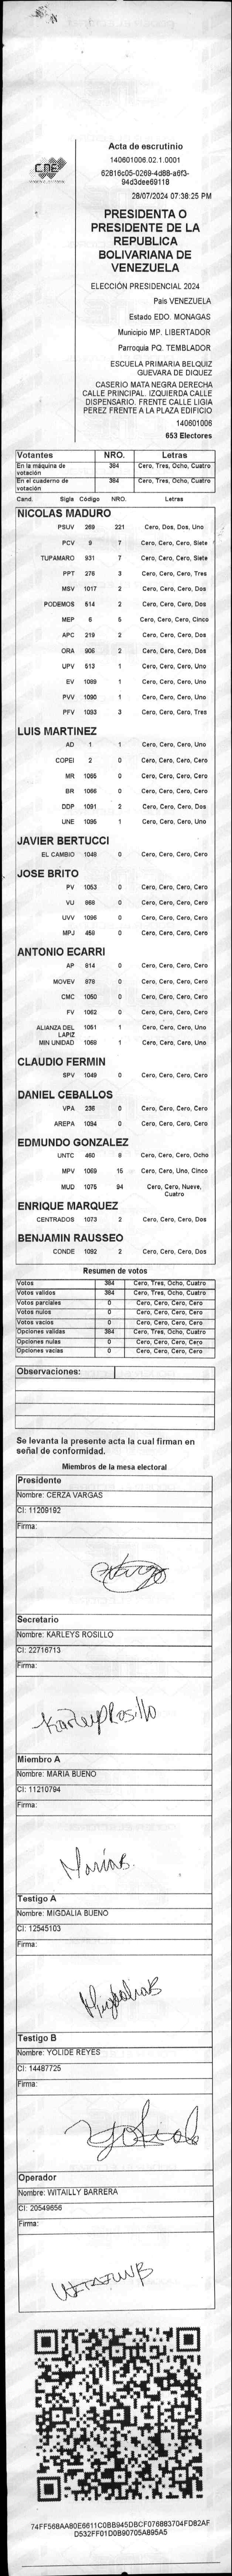 CNE
Acta de escrutinio
140601006.02.1.0001
62816c05-0269-4d88-a6f3-
94d3dee69118
28/07/2024 07:38:25 PM
PRESIDENTA O
PRESIDENTE DE LA
REPUBLICA
BOLIVARIANA DE
VENEZUELA
ELECCIÓN PRESIDENCIAL 2024
País VENEZUELA
Estado EDO. MONAGAS
Municipio MP. LIBERTADOR
Parroquia PQ. TEMBLADOR
ESCUELA PRIMARIA BELQUIZ
GUEVARA DE DIQUEZ
CASERIO MATA NEGRA DERECHA
CALLE PRINCIPAL. IZQUIERDA CALLE
DISPENSARIO. FRENTE CALLE LIGIA
PEREZ FRENTE A LA PLAZA EDIFICIO
140601006
653 Electores
Votantes NRO. Letras
En la máquina de votación 384 Cero, Tres, Ocho, Cuatro
En el cuaderno de votación 384 Cero, Tres, Ocho, Cuatro
Cand. Sigla Código NRO. Letras
NICOLAS MADURO
PSUV 269 221 Cero, Dos, Dos, Uno
PCV 9 7 Cero, Cero, Cero, Siete
TUPAMARO 931 7 Cero, Cero, Cero, Siete
PPT 276 3 Cero, Cero, Cero, Tres
MSV 1017 2 Cero, Cero, Cero, Dos
PODEMOS 514 2 Cero, Cero, Cero, Dos
MEP 6 5 Cero, Cero, Cero, Cinco
APC 219 2 Cero, Cero, Cero, Dos
ORA 906 2 Cero, Cero, Cero, Dos
UPV 513 1 Cero, Cero, Cero, Uno
EV 1089 1 Cero, Cero, Cero, Uno
PVV 1090 1 Cero, Cero, Cero, Uno
PFV 1093 3 Cero, Cero, Cero, Tres
LUIS MARTINEZ
AD 1 1 Cero, Cero, Cero, Uno
COPEI 2 0 Cero, Cero, Cero, Cero
MR 1055 0 Cero, Cero, Cero, Cero
BR 1066 0 Cero, Cero, Cero, Cero
DDP 1091 2 Cero, Cero, Cero, Dos
UNE 1095 1 Cero, Cero, Cero, Uno
JAVIER BERTUCCI
EL CAMBIO 1048 0 Cero, Cero, Cero, Cero
JOSE BRITO
PV 1053 0 Cero, Cero, Cero, Cero
VU 868 0 Cero, Cero, Cero, Cero
UVV 1096 0 Cero, Cero, Cero, Cero
MPJ 459 0 Cero, Cero, Cero, Cero
ANTONIO ECARRI
AP 814 0 Cero, Cero, Cero, Cero
MOVEV 978 0 Cero, Cero, Cero, Cero
CMC 1050 0 Cero, Cero, Cero, Cero
FV 1062 0 Cero, Cero, Cero, Cero
ALIANZA DEL LAPIZ 1051 1 Cero, Cero, Cero, Uno
MIN UNIDAD 1068 1 Cero, Cero, Cero, Uno
CLAUDIO FERMIN
SPV 1049 0 Cero, Cero, Cero, Cero
DANIEL CEBALLOS
VPA 236 0 Cero, Cero, Cero, Cero
AREPA 1094 0 Cero, Cero, Cero, Cero
EDMUNDO GONZALEZ
UNTC 460 8 Cero, Cero, Cero, Ocho
MPV 1069 15 Cero, Cero, Uno, Cinco
MUD 1075 94 Cero, Cero, Nueve, Cuatro
ENRIQUE MARQUEZ
CENTRADOS 1073 2 Cero, Cero, Cero, Dos
BENJAMIN RAUSSEO
CONDE 1092 2 Cero, Cero, Cero, Dos
Resumen de votos
Votos 384 Cero, Tres, Ocho, Cuatro
Votos validos 384 Cero, Tres, Ocho, Cuatro
Votos parciales 0 Cero, Cero, Cero, Cero
Votos nulos 0 Cero, Cero, Cero, Cero
Votos vacios 0 Cero, Cero, Cero, Cero
Opciones validas 384 Cero, Tres, Ocho, Cuatro
Opciones nulas 0 Cero, Cero, Cero, Cero
Opciones vacias 0 Cero, Cero, Cero, Cero
Observaciones:
Se levanta la presente acta la cual firman en
señal de conformidad.
Miembros de la mesa electoral
Presidente
Nombre: CERZA VARGAS
CI: 11209192
Firma:
Secretario
Nombre: KARLEYS ROSILLO
CI: 22716713
Firma:
KarleysRosillo
Miembro A
Nombre: MARIA BUENO
CI: 11210794
Firma:
MaríaB.
Testigo A
Nombre: MIGDALIA BUENO
CI: 12545103
Firma:
MigdaliaB
Testigo B
Nombre: YOLIDE REYES
CI: 14487725
Firma:
Operador
Nombre: WITAILLY BARRERA
CI: 20549656
Firma:
74FF568AA80E6611C0BB945DBCF076883704FD82AF
D532FF01D0B90705A895A5